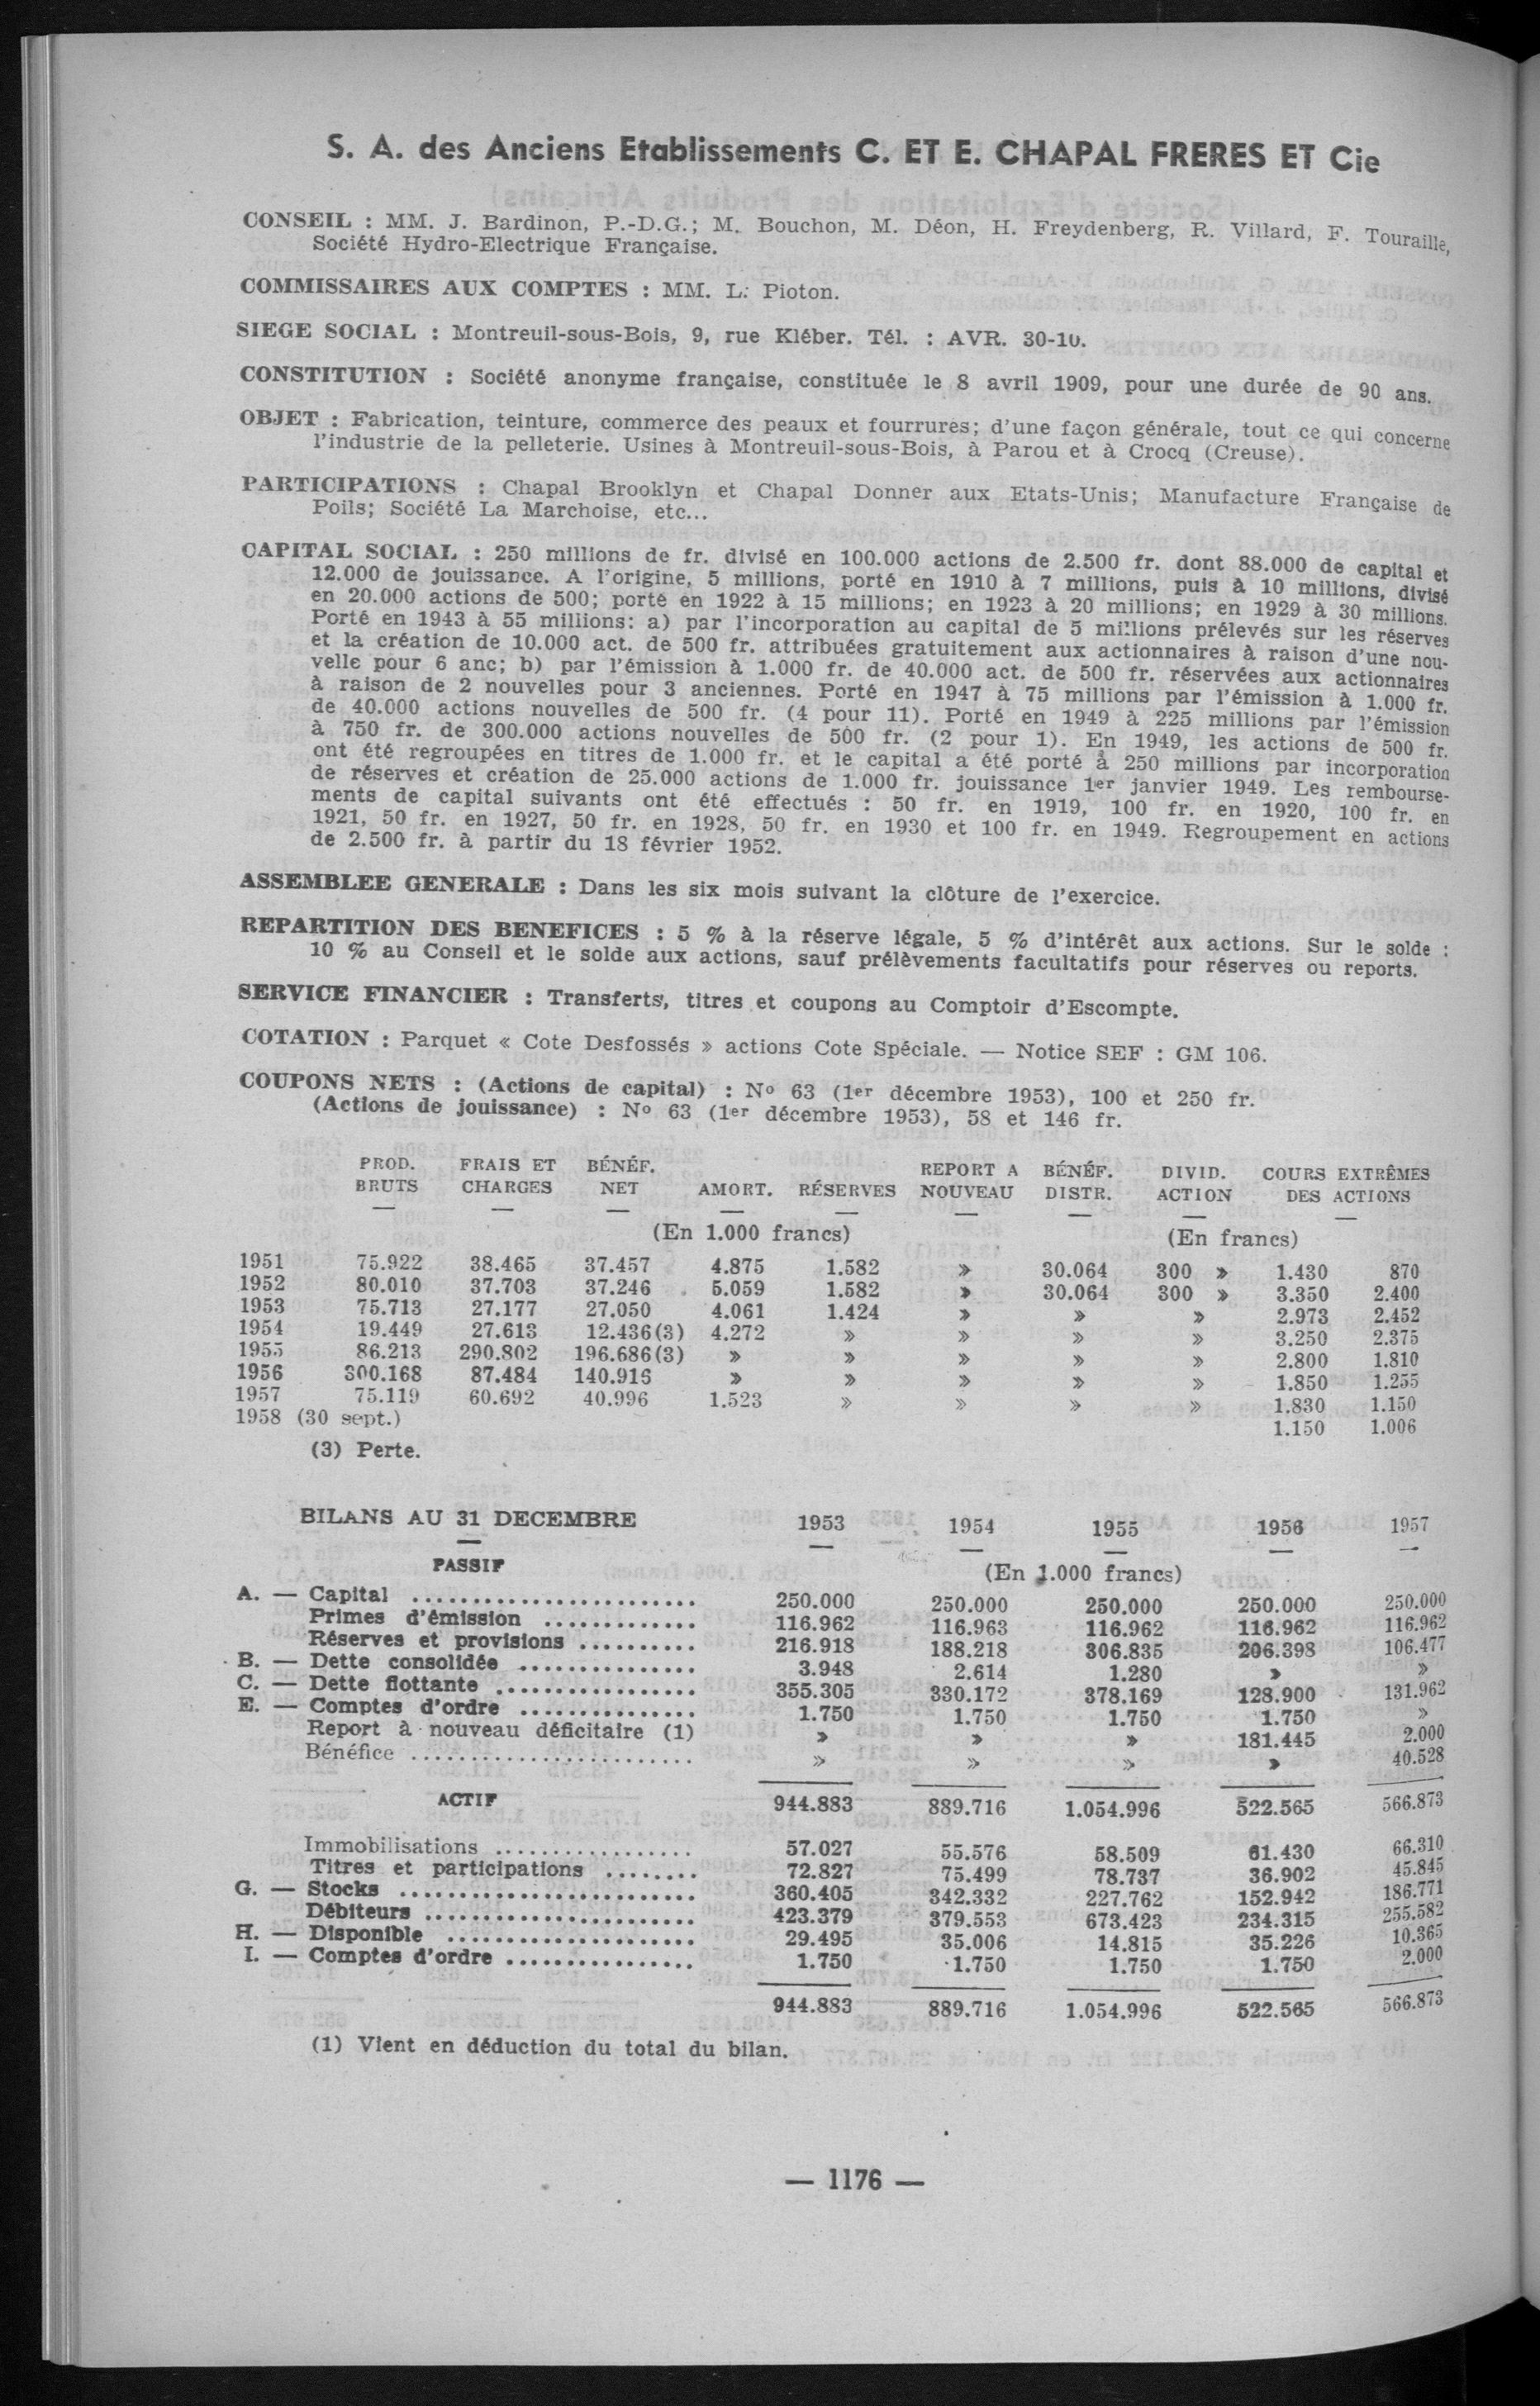 S. A. des Anciens Etablissements C. ET E. CHAPAL FRERES ET Cie
CONSEIL : MM. J. Bardinon, P.-D.G.; M. Bouchon, M. Déon, H. Freydenberg, R. Villard, F. Touraille,
Société Hydro-Electrique Française.
COMMISSAIRES AUX COMPTES : MM. L. Pioton.
SIEGE SOCIAL : Montreuil-sous-Bois, 9, rue Kléber. Tél. : AVR. 30-10.
CONSTITUTION : Société anonyme française, constituée le 8 avril 1909, pour une durée de 90 ans.
OBJET : Fabrication, teinture, commerce des peaux et fourrures; d'une façon générale, tout ce qui concerne
l'industrie de la pelleterie. Usines à Montreuil-sous-Bois, à Parou et à Crocq (Creuse).
PARTICIPATIONS : Chapal Brooklyn et Chapal Donner aux Etats-Unis; Manufacture Française de
Poils; Société La Marchoise, etc...
CAPITAL SOCIAL : 250 millions de fr. divisé en 100.000 actions de 2.500 fr. dont 88.000 de capital et
12.000 de jouissance. A l'origine, 5 millions, porté en 1910 à 7 millions, puis à 10 millions, divisé
en 20.000 actions de 500; porté en 1922 à 15 millions; en 1923 à 20 millions; en 1929 à 30 millions.
Porté en 1943 à 55 millions: a) par l'incorporation au capital de 5 millions prélevés sur les réserves
et la création de 10.000 act. de 500 fr. attribuées gratuitement aux actionnaires à raison d'une nou-
velle pour 6 anc; b) par l'émission à 1.000 fr. de 40.000 act. de 500 fr. réservées aux actionnaires
à raison de 2 nouvelles pour 3 anciennes. Porté en 1947 à 75 millions par l'émission à 1.000 fr.
de 40.000 actions nouvelles de 500 fr. (4 pour 11). Porté en 1949 à 225 millions par l'émission
à 750 fr. de 300.000 actions nouvelles de 500 fr. (2 pour 1). En 1949, les actions de 500 fr.
ont été regroupées en titres de 1.000 fr. et le capital a été porté à 250 millions par incorporation
de réserves et création de 25.000 actions de 1.000 fr. jouissance 1er janvier 1949. Les rembourse-
ments de capital suivants ont été effectués : 50 fr. en 1919, 100 fr. en 1920, 100 fr. en
1921, 50 fr. en 1927, 50 fr. en 1928, 50 fr. en 1930 et 100 fr. en 1949. Regroupement en actions
de 2.500 fr. à partir du 18 février 1952.
ASSEMBLEE GENERALE : Dans les six mois suivant la clôture de l'exercice.
REPARTITION DES BENEFICES : 5 % à la réserve légale, 5 % d'intérêt aux actions. Sur le solde :
10 % au Conseil et le solde aux actions, sauf prélèvements facultatifs pour réserves ou reports.
SERVICE FINANCIER : Transferts, titres et coupons au Comptoir d'Escompte.
COTATION : Parquet « Cote Desfossés » actions Cote Spéciale. — Notice SEF : GM 106.
COUPONS NETS : (Actions de capital) : No 63 (1er décembre 1953), 100 et 250 fr.
(Actions de jouissance) : No 63 (1er décembre 1953), 58 et 146 fr.
PROD. FRAIS ET BÉNÉF. REPORT A BÉNÉF. DIVID. COURS EXTRÊMES
BRUTS CHARGES NET AMORT. RÉSERVES NOUVEAU DISTR. ACTION DES ACTIONS
(En 1.000 francs) (En francs)
1951 75.922 38.465 37.457 4.875 1.582 » 30.064 300 » 1.430 870
1952 80.010 37.703 37.246 5.059 1.582 » 30.064 300 » 3.350 2.400
1953 75.713 27.177 27.050 4.061 1.424 » » » 2.973 2.452
1954 19.449 27.613 12.436(3) 4.272 » » » » 3.250 2.375
1955 86.213 290.802 196.686(3) » » » » » 2.800 1.810
1956 300.168 87.484 140.916 » » » » » 1.850 1.255
1957 75.119 60.692 40.996 1.523 » » » » 1.830 1.150
1958 (30 sept.) 1.150 1.006
(3) Perte.
BILANS AU 31 DECEMBRE 1953 1954 1955 1956 1957
PASSIF (En 1.000 francs)
A. — Capital ........................ 250.000 250.000 250.000 250.000 250.000
Primes d'émission ............. 116.962 116.963 116.962 116.962 116.962
Réserves et provisions .......... 216.918 188.218 306.835 206.398 106.477
B. — Dette consolidée ............... 3.948 2.614 1.280 » »
C. — Dette flottante ................. 355.305 330.172 378.169 128.900 131.962
E. — Comptes d'ordre ............... 1.750 1.750 1.750 1.750 »
Report à nouveau déficitaire (1) » » » 181.445 2.000
Bénéfice ........................ » » » » 40.528
944.883 889.716 1.054.996 522.565 566.873
ACTIF
Immobilisations ................. 57.027 55.576 58.509 61.430 66.310
Titres et participations ........ 72.827 75.499 78.737 36.902 45.845
G. — Stocks ......................... 360.405 342.332 227.762 152.942 186.771
Débiteurs ....................... 423.379 379.553 673.423 234.315 255.582
H. — Disponible ..................... 29.495 35.006 14.815 35.226 10.365
I. — Comptes d'ordre ................ 1.750 1.750 1.750 1.750 2.000
944.883 889.716 1.054.996 522.565 566.873
(1) Vient en déduction du total du bilan.
— 1176 —